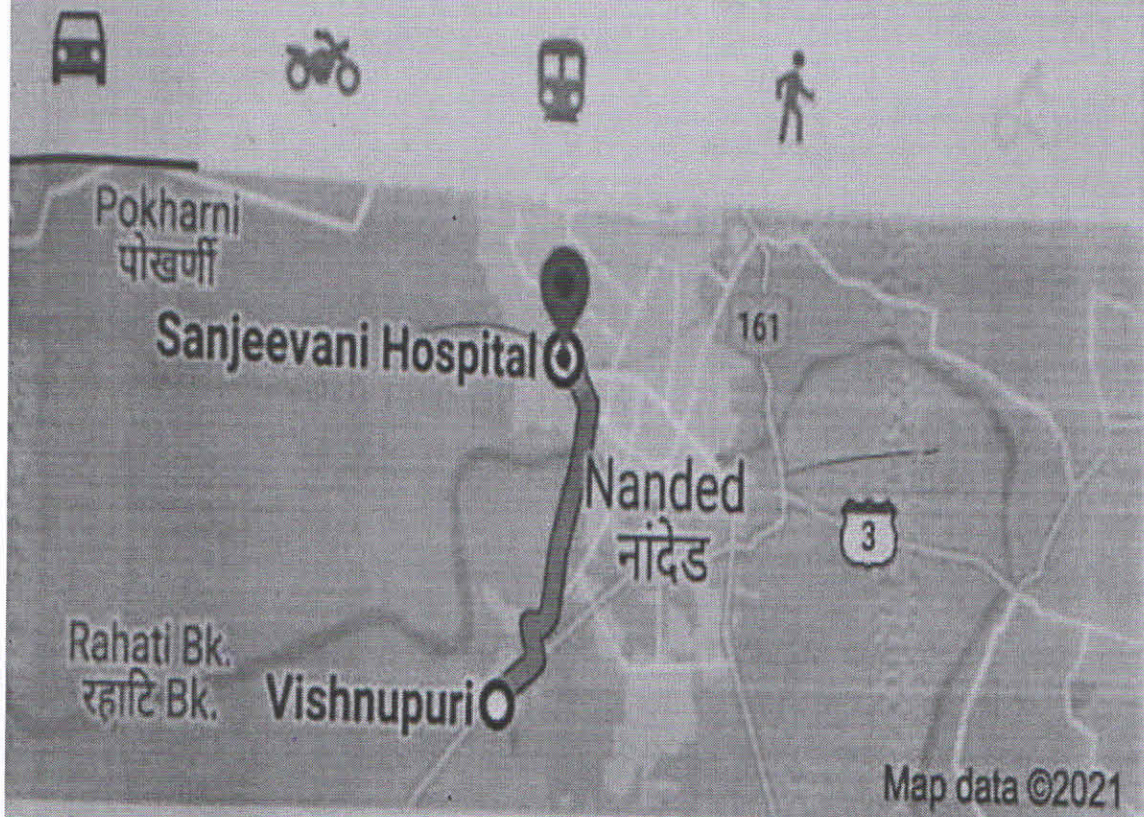 Pokharni
पोखर्णी
Sanjeevani Hospital
161
Nanded
नांदेड
3
Rahati Bk.
रहाटि Bk.
Vishnupuri
Map data ©2021